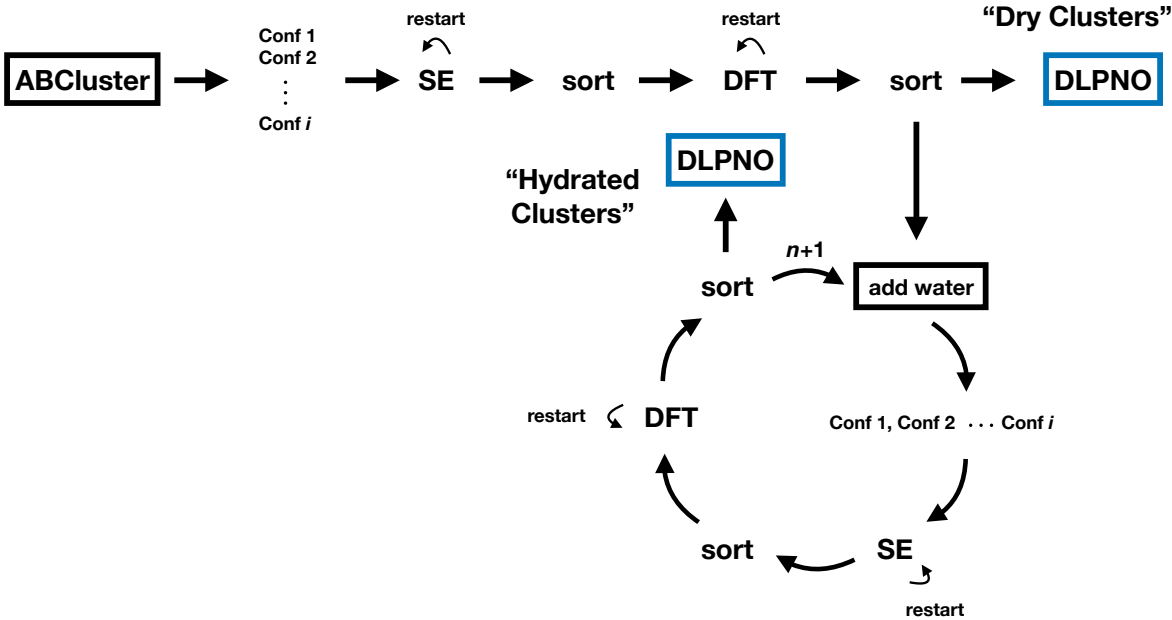 “Dry Clusters”
restart
restart
Conf 1
Conf 2
Conf i
ABCluster
SE
sort
DFT
sort
DLPNO
DLPNO
“Hydrated
Clusters”
n+1
sort
add water
restart
DFT
Conf 1, Conf 2 ... Conf i
sort
SE
restart